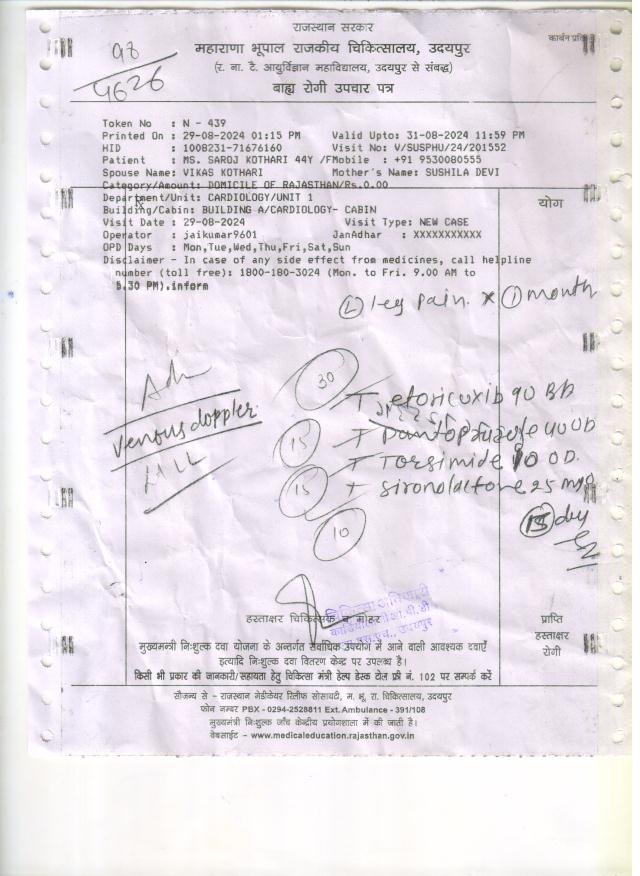 राजस्थान सरकार
महाराणा भूपाल राजकीय चिकित्सालय, उदयपुर
कार्बन प्रति
(र. ना. टै. आयुर्विज्ञान महाविद्यालय, उदयपुर से संबद्ध)
बाह्य रोगी उपचार पत्र
98
4626
Token No : N - 439
Printed On : 29-08-2024 01:15 PM Valid Upto: 31-08-2024 11:59 PM
HID : 1008231-71676160 Visit No: V/SUSPHU/24/201552
Patient : MS. SAROJ KOTHARI 44Y /F Mobile : +91 9530080555
Spouse Name: VIKAS KOTHARI Mother's Name: SUSHILA DEVI
Category/Amount: DOMICILE OF RAJASTHAN/Rs.0.00
Department/Unit: CARDIOLOGY/UNIT 1
योग
Building/Cabin: BUILDING A/CARDIOLOGY- CABIN
Visit Date : 29-08-2024 Visit Type: NEW CASE
Operator : jaikumar9601 JanAdhar : XXXXXXXXXXX
OPD Days : Mon,Tue,Wed,Thu,Fri,Sat,Sun
Disclaimer - In case of any side effect from medicines, call helpline
number (toll free): 1800-180-3024 (Mon. to Fri. 9.00 AM to
5.30 PM).inform
(L) leg pain. x (1) month
Adv
Venous doppler
30
T etoricoxib 90 BD
15
T pantoprazole 40 OD
T Torsimide 10 OD.
15
T sironolactone 25 mg
15 day
10
हस्ताक्षर चिकित्सक व मोहर
चिकित्सा अधिकारी
प्राप्ति
हस्ताक्षर
रोगी
मुख्यमन्त्री निःशुल्क दवा योजना के अन्तर्गत सर्वाधिक उपयोग में आने वाली आवश्यक दवाएँ
इत्यादि निःशुल्क दवा वितरण केन्द्र पर उपलब्ध है।
किसी भी प्रकार की जानकारी/सहायता हेतु चिकित्सा मंत्री हेल्प डेस्क टोल फ्री नं. 102 पर सम्पर्क करें
सौजन्य से - राजस्थान मेडीकेयर रिलीफ सोसायटी, म. भू. रा. चिकित्सालय, उदयपुर
फोन नम्बर PBX - 0294-2528811 Ext. Ambulance - 391/108
मुख्यमंत्री निःशुल्क जाँच केन्द्रीय प्रयोगशाला में की जाती है।
वेबसाईट - www.medicaleducation.rajasthan.gov.in